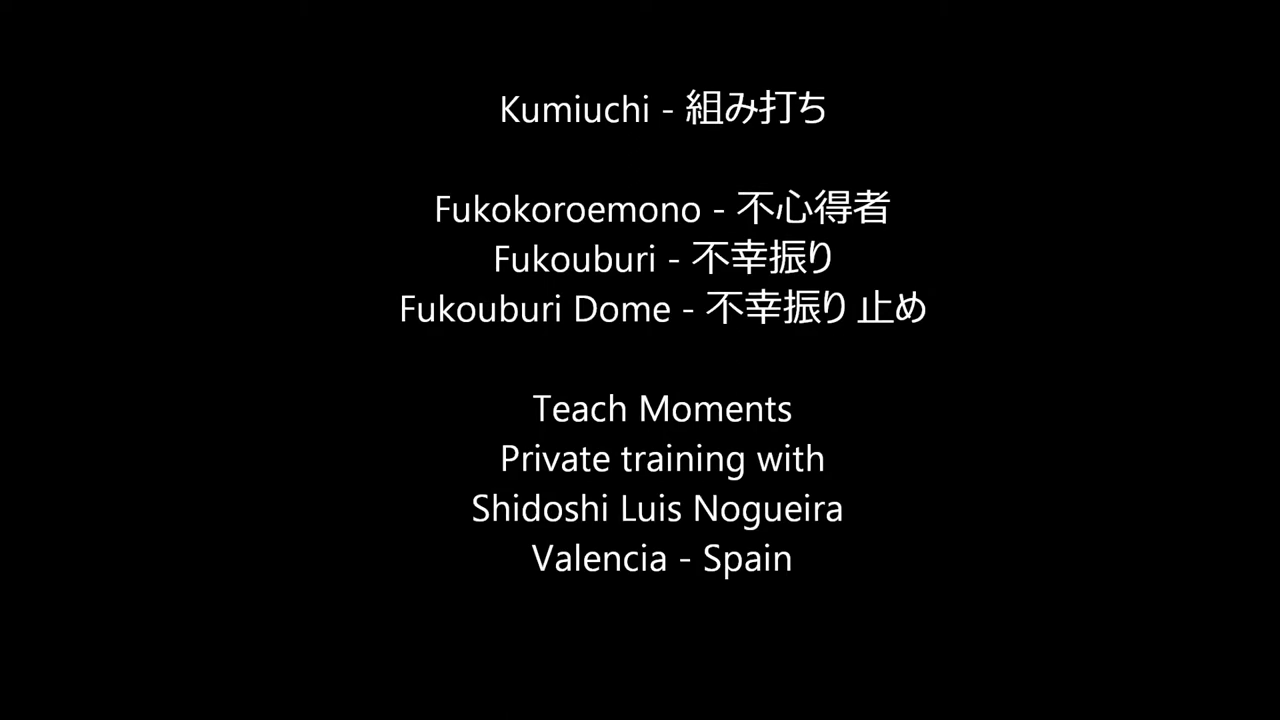 Kumiuchi - 組み打ち
Fukokoroemono - 不心得者
Fukouburi - 不幸振り
Fukouburi Dome - 不幸振り 止め
Teach Moments
Private training with
Shidoshi Luis Nogueira
Valencia - Spain